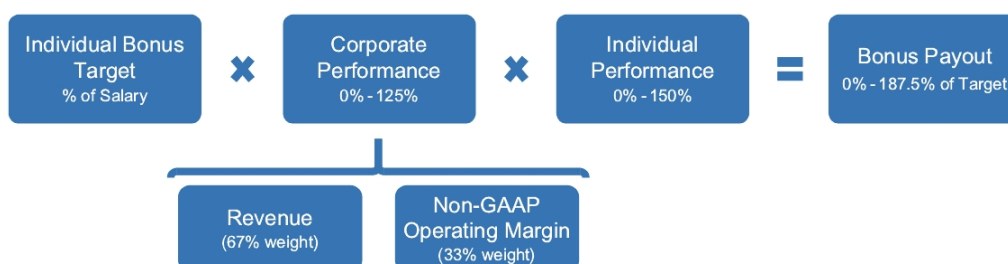 Individual Bonus
Target
% of Salary
×
Corporate
Performance
0% - 125%
×
Individual
Performance
0% - 150%
=
Bonus Payout
0% - 187.5% of Target
Revenue
(67% weight)
Non-GAAP
Operating Margin
(33% weight)